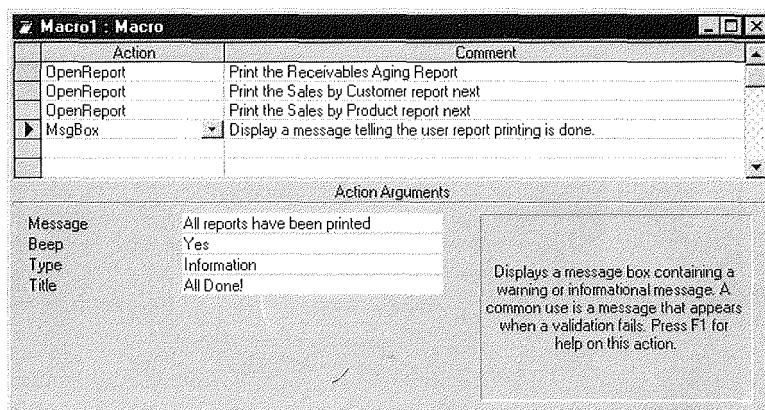 Macro1 : Macro
Action Comment
OpenReport Print the Receivables Aging Report
OpenReport Print the Sales by Customer report next
OpenReport Print the Sales by Product report next
MsgBox Display a message telling the user report printing is done.
Action Arguments
Message All reports have been printed
Beep Yes
Type Information
Title All Done!
Displays a message box containing a
warning or informational message. A
common use is a message that appears
when a validation fails. Press F1 for
help on this action.